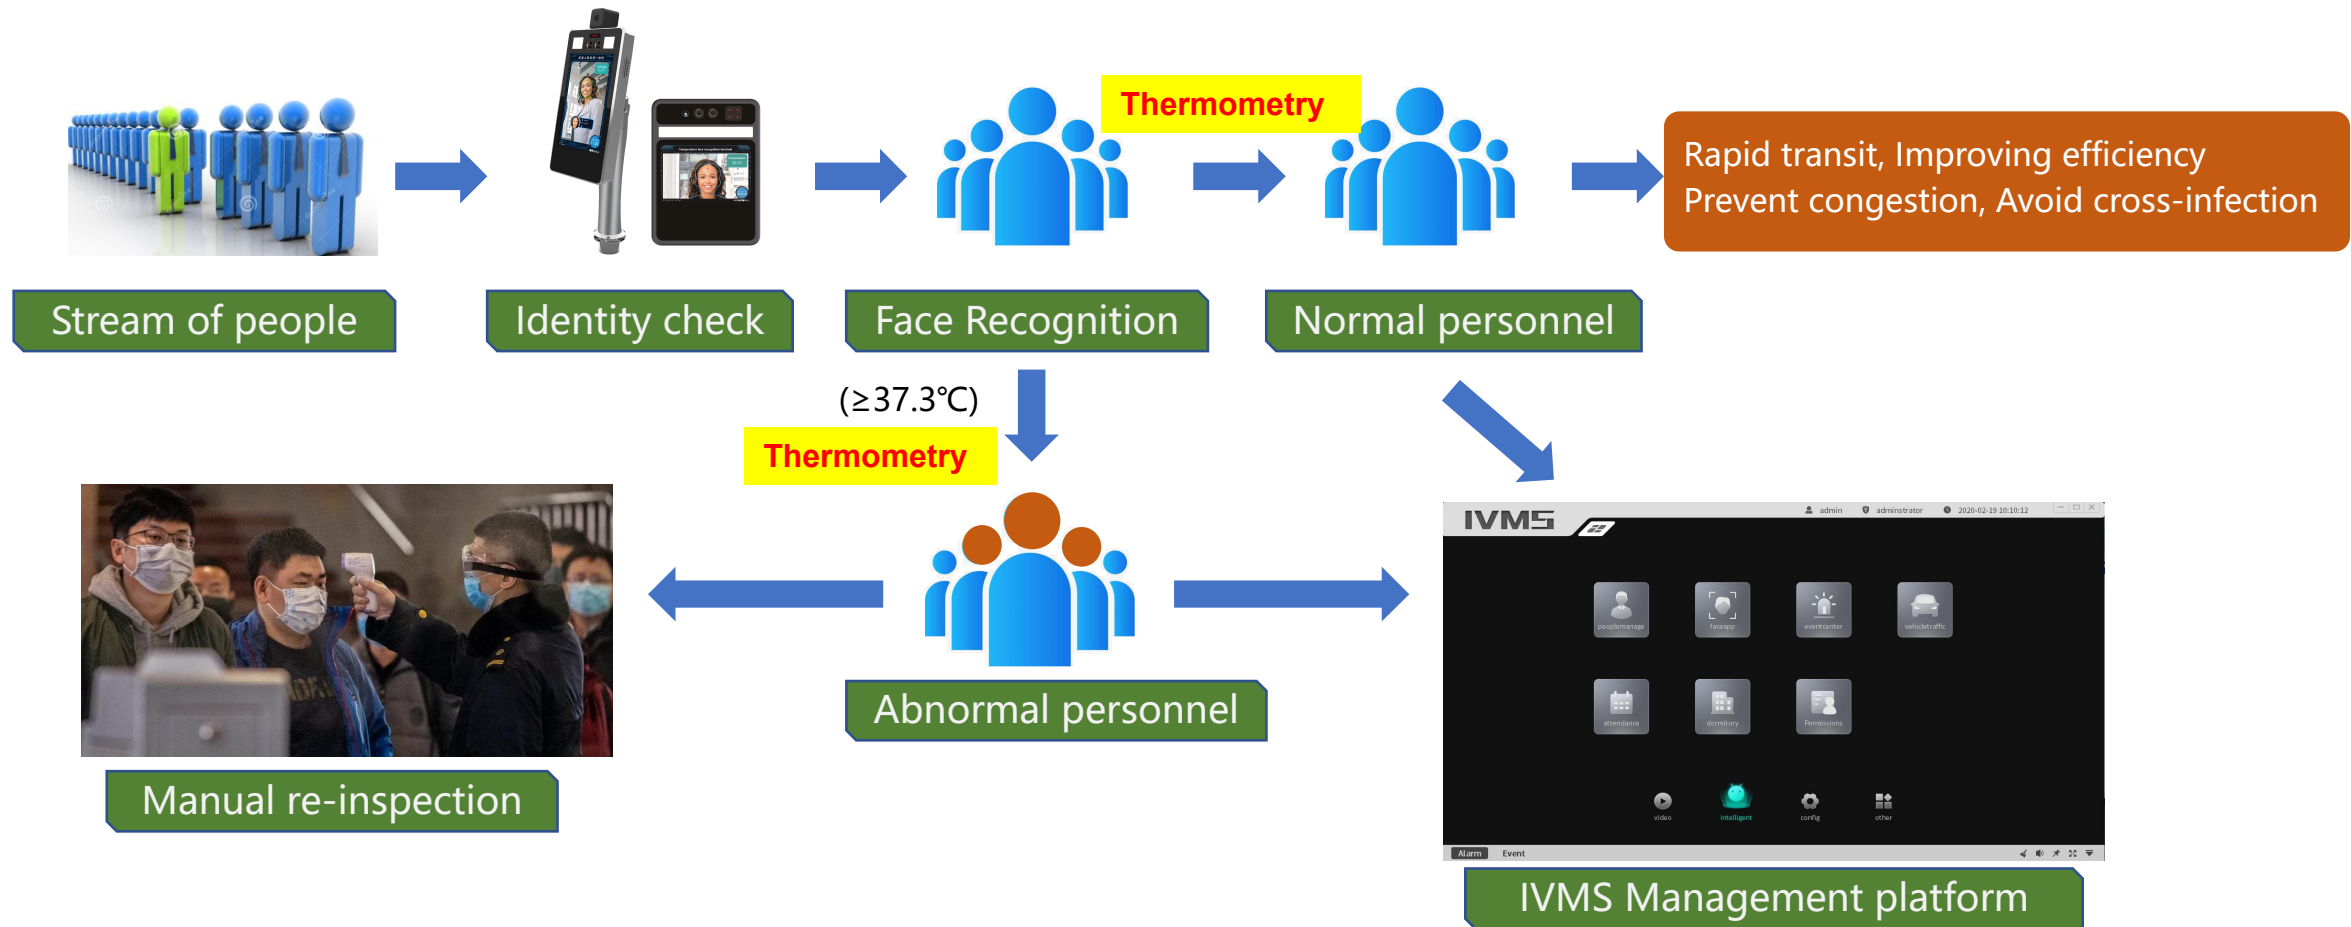 Thermometry
Rapid transit, Improving efficiency
Prevent congestion, Avoid cross-infection
Stream of people
Identity check
Face Recognition
Normal personnel
(≥37.3℃)
Thermometry
Abnormal personnel
Manual re-inspection
IVMS
admin
adminstrator
2020-02-19 10:10:12
peoplemanage
faceapp
eventcenter
vehicletraffic
attendance
dormitory
Permissions
video
intelligent
config
other
Alarm
Event
IVMS Management platform